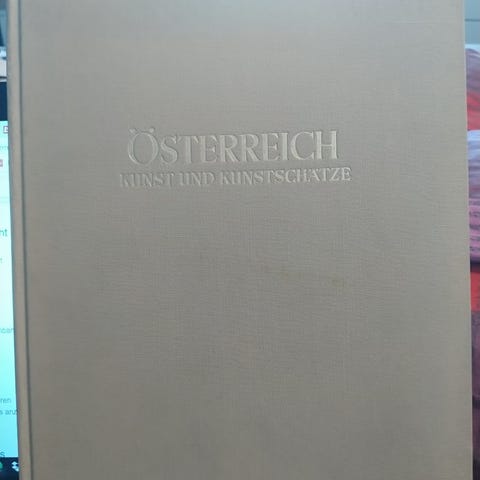 ÖSTERREICH
KUNST UND KUNSTSCHÄTZE